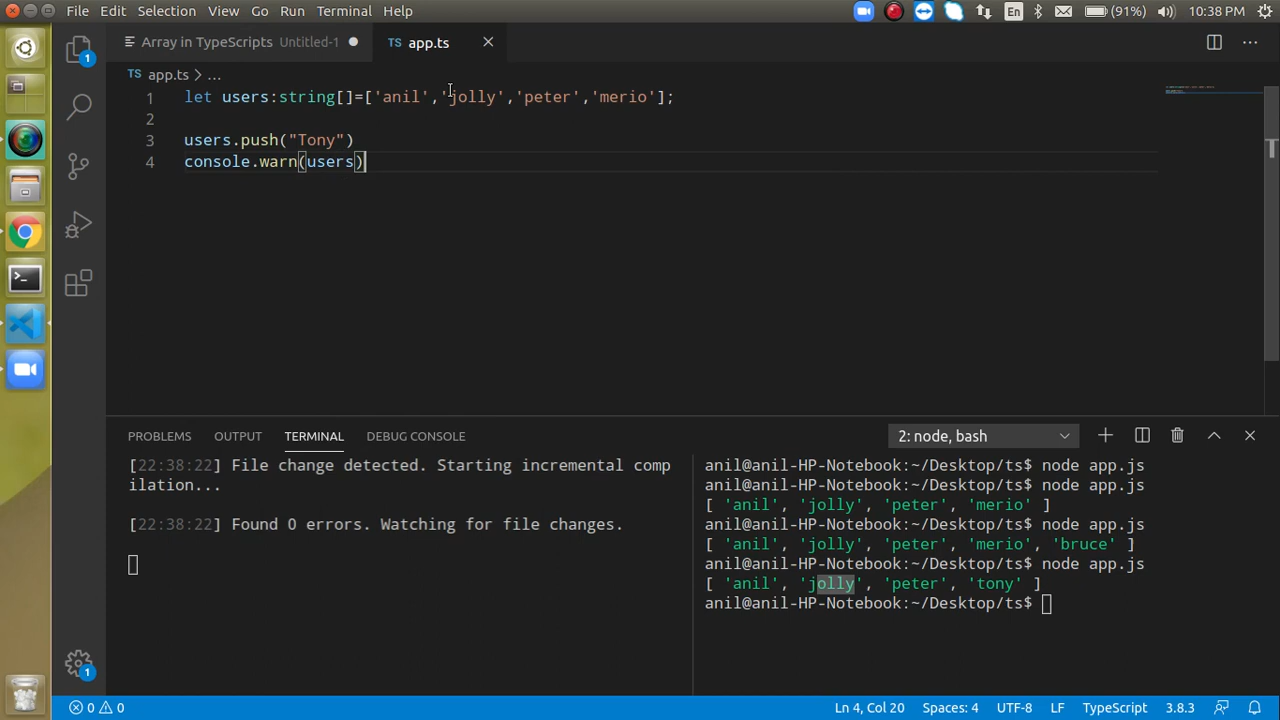 File Edit Selection View Go Run Terminal Help En (91%) 10:38 PM
Array in TypeScripts Untitled-1 TS app.ts
TS app.ts > ...
1 let users:string[]=['anil','jolly','peter','merio'];
2
3 users.push("Tony")
4 console.warn(users)
1
PROBLEMS OUTPUT TERMINAL DEBUG CONSOLE 2: node, bash
[22:38:22] File change detected. Starting incremental comp
ilation...
[22:38:22] Found 0 errors. Watching for file changes.
anil@anil-HP-Notebook:~/Desktop/ts$ node app.js
anil@anil-HP-Notebook:~/Desktop/ts$ node app.js
[ 'anil', 'jolly', 'peter', 'merio' ]
anil@anil-HP-Notebook:~/Desktop/ts$ node app.js
[ 'anil', 'jolly', 'peter', 'merio', 'bruce' ]
anil@anil-HP-Notebook:~/Desktop/ts$ node app.js
[ 'anil', 'jolly', 'peter', 'tony' ]
anil@anil-HP-Notebook:~/Desktop/ts$
1
0 0 Ln 4, Col 20 Spaces: 4 UTF-8 LF TypeScript 3.8.3